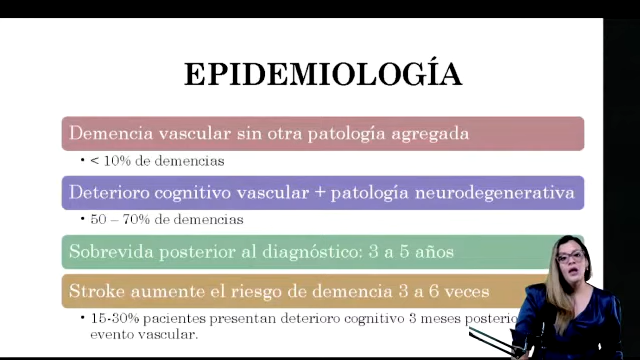 EPIDEMIOLOGÍA
Demencia vascular sin otra patología agregada
• < 10% de demencias
Deterioro cognitivo vascular + patología neurodegenerativa
• 50 – 70% de demencias
Sobrevida posterior al diagnóstico: 3 a 5 años
Stroke aumente el riesgo de demencia 3 a 6 veces
• 15-30% pacientes presentan deterioro cognitivo 3 meses
evento vascular.